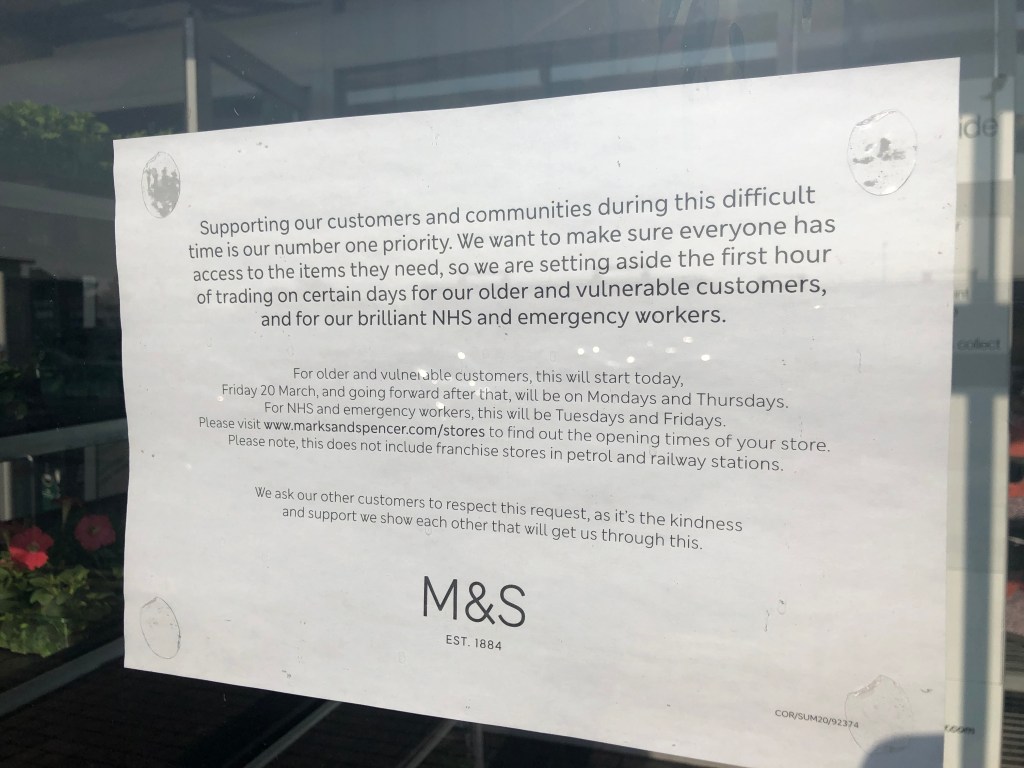 Supporting our customers and communities during this difficult
time is our number one priority. We want to make sure everyone has
access to the items they need, so we are setting aside the first hour
of trading on certain days for our older and vulnerable customers,
and for our brilliant NHS and emergency workers.
For older and vulnerable customers, this will start today,
Friday 20 March, and going forward after that, will be on Mondays and Thursdays.
For NHS and emergency workers, this will be Tuesdays and Fridays.
Please visit www.marksandspencer.com/stores to find out the opening times of your store.
Please note, this does not include franchise stores in petrol and railway stations.
We ask our other customers to respect this request, as it's the kindness
and support we show each other that will get us through this.
M&S
EST. 1884
COR/SUM20/92374
collect